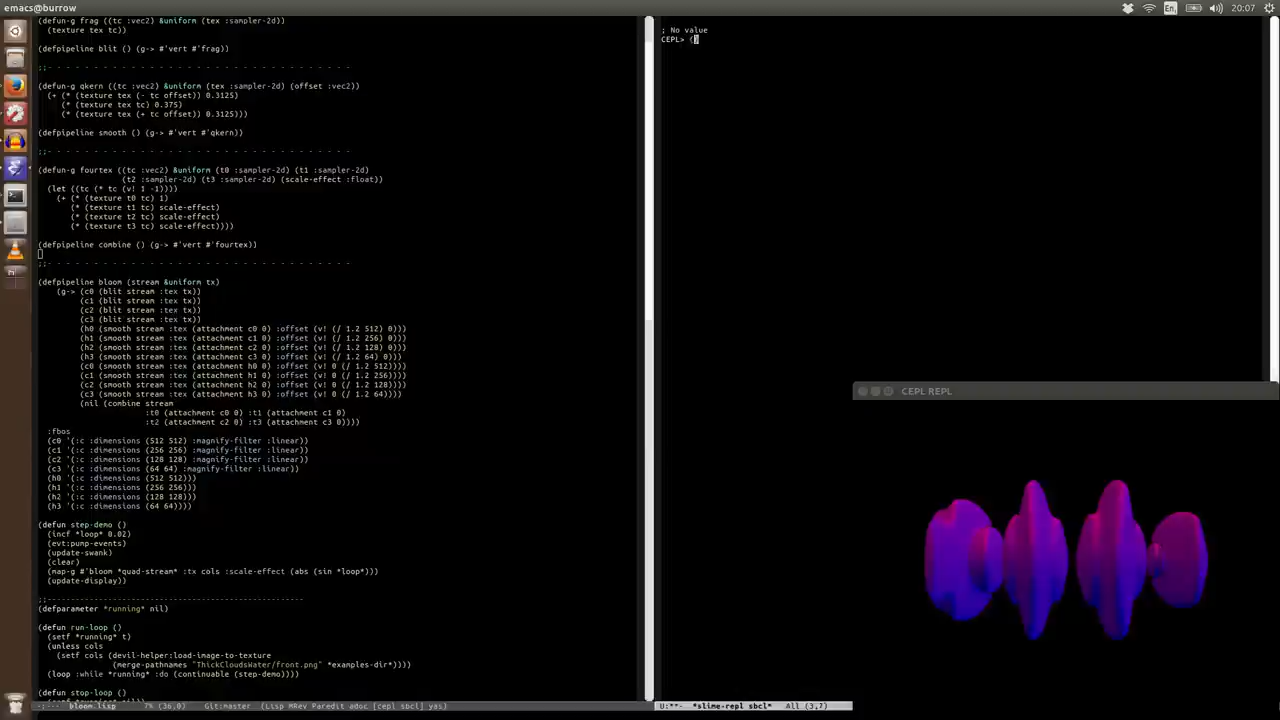 emacs@burrow
En
20:07
(defun-g frag ((tc :vec2) &uniform (tex :sampler-2d))
  (texture tex tc))
(defpipeline blit () (g-> #'vert #'frag))
;;- - - - - - - - - - - - - - - - - - - - - - - - - - - - - - - - -
(defun-g qkern ((tc :vec2) &uniform (tex :sampler-2d) (offset :vec2))
  (+ (* (texture tex (- tc offset)) 0.3125)
     (* (texture tex tc) 0.375)
     (* (texture tex (+ tc offset)) 0.3125)))
(defpipeline smooth () (g-> #'vert #'qkern))
;;- - - - - - - - - - - - - - - - - - - - - - - - - - - - - - - - -
(defun-g fourtex ((tc :vec2) &uniform (t0 :sampler-2d) (t1 :sampler-2d)
                  (t2 :sampler-2d) (t3 :sampler-2d) (scale-effect :float))
  (let ((tc (* tc (v! 1 -1))))
    (+ (* (texture t0 tc) 1)
       (* (texture t1 tc) scale-effect)
       (* (texture t2 tc) scale-effect)
       (* (texture t3 tc) scale-effect))))
(defpipeline combine () (g-> #'vert #'fourtex))
;;- - - - - - - - - - - - - - - - - - - - - - - - - - - - - - - - -
(defpipeline bloom (stream &uniform tx)
    (g-> (c0 (blit stream :tex tx))
         (c1 (blit stream :tex tx))
         (c2 (blit stream :tex tx))
         (c3 (blit stream :tex tx))
         (h0 (smooth stream :tex (attachment c0 0) :offset (v! (/ 1.2 512) 0)))
         (h1 (smooth stream :tex (attachment c1 0) :offset (v! (/ 1.2 256) 0)))
         (h2 (smooth stream :tex (attachment c2 0) :offset (v! (/ 1.2 128) 0)))
         (h3 (smooth stream :tex (attachment c3 0) :offset (v! (/ 1.2 64) 0)))
         (c0 (smooth stream :tex (attachment h0 0) :offset (v! 0 (/ 1.2 512))))
         (c1 (smooth stream :tex (attachment h1 0) :offset (v! 0 (/ 1.2 256))))
         (c2 (smooth stream :tex (attachment h2 0) :offset (v! 0 (/ 1.2 128))))
         (c3 (smooth stream :tex (attachment h3 0) :offset (v! 0 (/ 1.2 64))))
         (nil (combine stream
                       :t0 (attachment c0 0) :t1 (attachment c1 0)
                       :t2 (attachment c2 0) :t3 (attachment c3 0))))
  :fbos
  (c0 '(:c :dimensions (512 512) :magnify-filter :linear))
  (c1 '(:c :dimensions (256 256) :magnify-filter :linear))
  (c2 '(:c :dimensions (128 128) :magnify-filter :linear))
  (c3 '(:c :dimensions (64 64) :magnify-filter :linear))
  (h0 '(:c :dimensions (512 512)))
  (h1 '(:c :dimensions (256 256)))
  (h2 '(:c :dimensions (128 128)))
  (h3 '(:c :dimensions (64 64))))
(defun step-demo ()
  (incf *loop* 0.02)
  (evt:pump-events)
  (update-swank)
  (clear)
  (map-g #'bloom *quad-stream* :tx cols :scale-effect (abs (sin *loop*)))
  (update-display))
;;-------------------------------------------------------
(defparameter *running* nil)
(defun run-loop ()
  (setf *running* t)
  (unless cols
    (setf cols (devil-helper:load-image-to-texture
                (merge-pathnames "ThickCloudsWater/front.png" *examples-dir*))))
  (loop :while *running* :do (continuable (step-demo))))
(defun stop-loop ()
-:--- bloom.lisp 7% (36,0) Git:master (Lisp MRev Paredit adoc [cepl sbcl] yas)
; No value
CEPL> ()
CEPL REPL
U:**- *slime-repl sbcl* All (3,7)